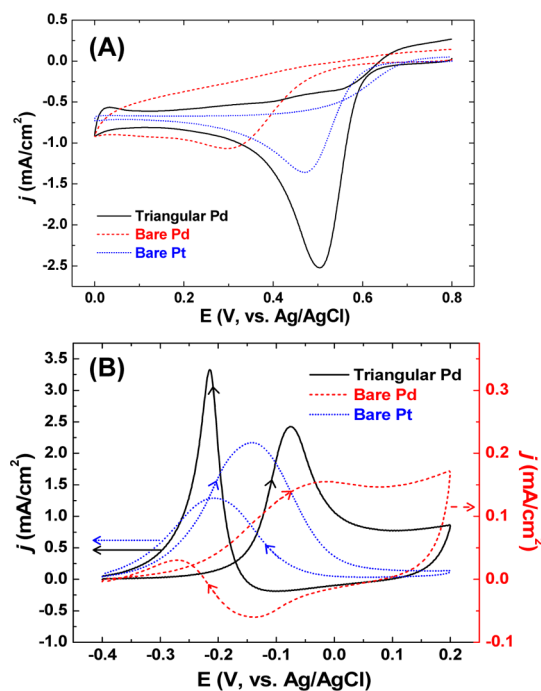 (A)
0.5
0.0
-0.5
-1.0
-1.5
-2.0
-2.5
j (mA/cm²)
Triangular Pd
Bare Pd
Bare Pt
0.0 0.2 0.4 0.6 0.8
E (V, vs. Ag/AgCl)
(B)
3.5
3.0
2.5
2.0
1.5
1.0
0.5
0.0
-0.5
-1.0
j (mA/cm²)
Triangular Pd
Bare Pd
Bare Pt
0.3
0.2
0.1
0.0
-0.1
j (mA/cm²)
-0.4 -0.3 -0.2 -0.1 0.0 0.1 0.2
E (V vs. Ag/AgCl)